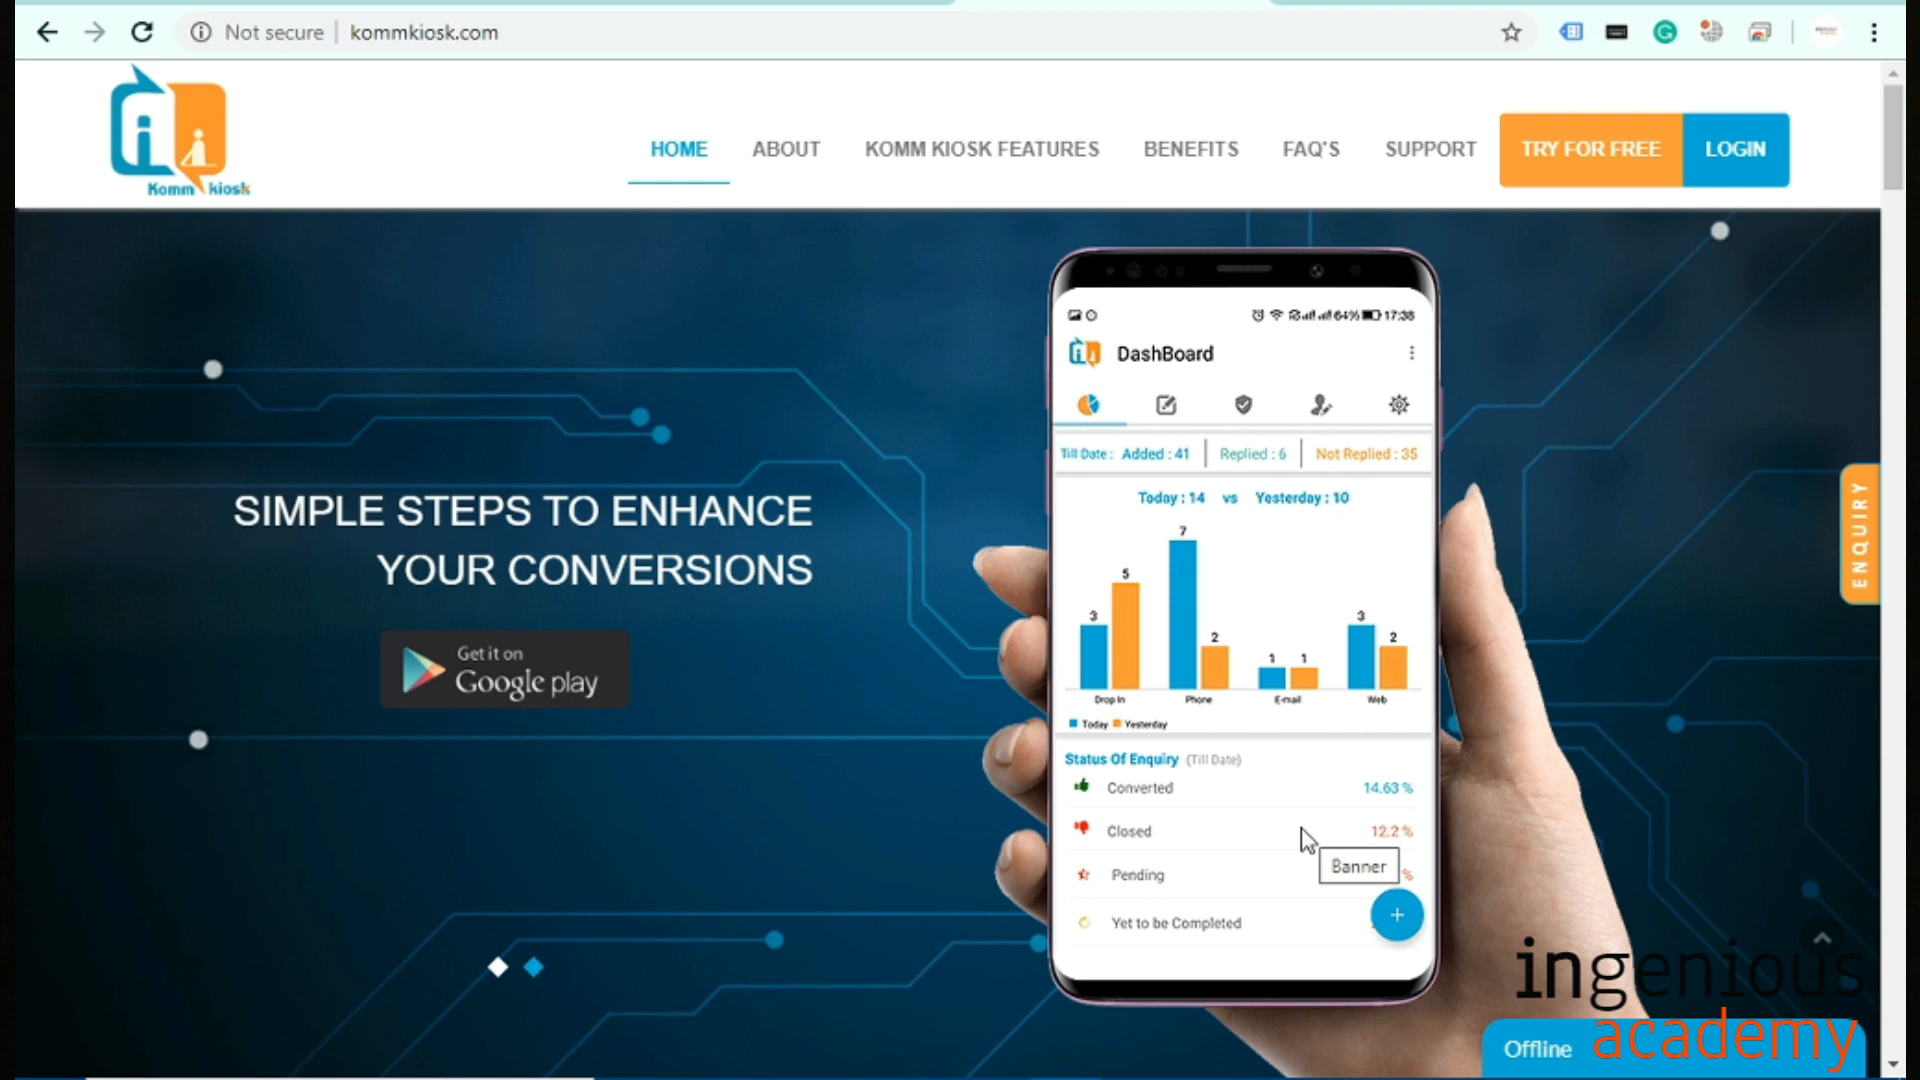 Not secure | kommkiosk.com
Komm kiosk
HOME ABOUT KOMM KIOSK FEATURES BENEFITS FAQ'S SUPPORT TRY FOR FREE LOGIN
SIMPLE STEPS TO ENHANCE
YOUR CONVERSIONS
Get it on
Google play
64% 17:38
DashBoard
Till Date : Added : 41 Replied : 6 Not Replied : 35
Today : 14 vs Yesterday : 10
3 5 7 2 1 1 3 2
Drop In Phone E-mail Web
Today Yesterday
Status Of Enquiry (Till Date)
Converted 14.63 %
Closed 12.2 %
Pending %
Banner
Yet to be Completed
+
ENQUIRY
ingenious
academy
Offline